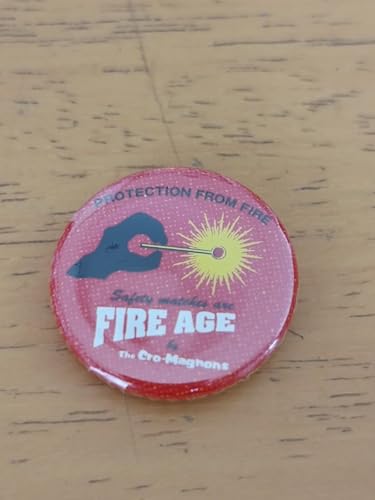 PROTECTION FROM FIRE
Safety matches are
FIRE AGE
by
The Cro-Magnons